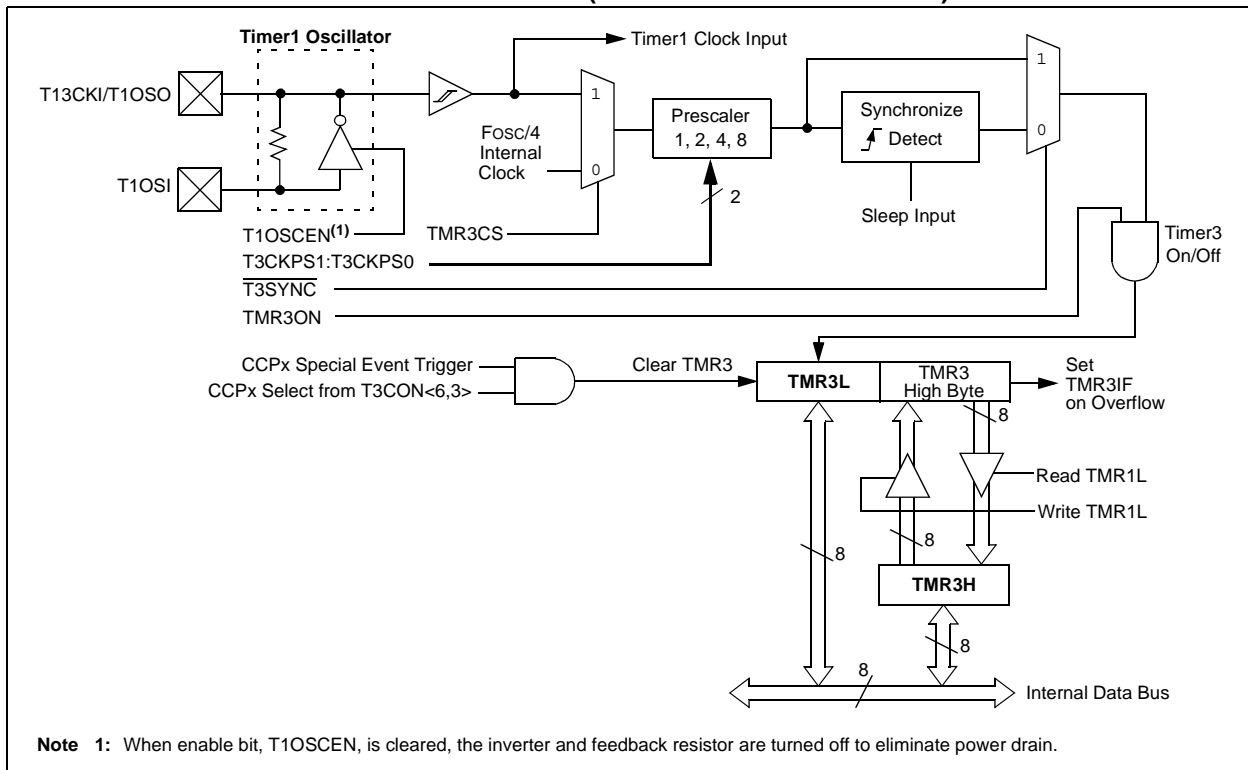 Timer1 Oscillator
Timer1 Clock Input
T13CKI/T1OSO
1
1
FOSC/4
Internal
Clock
0
Prescaler
1, 2, 4, 8
Synchronize
Detect
0
T1OSI
2
Sleep Input
T1OSCEN(1)
TMR3CS
Timer3
On/Off
T3CKPS1:T3CKPS0
T3SYNC
TMR3ON
CCPx Special Event Trigger
CCPx Select from T3CON<6,3>
Clear TMR3
TMR3L
TMR3
High Byte
Set
TMR3IF
on Overflow
8
Read TMR1L
Write TMR1L
8
8
TMR3H
8
8
Internal Data Bus
Note 1: When enable bit, T1OSCEN, is cleared, the inverter and feedback resistor are turned off to eliminate power drain.